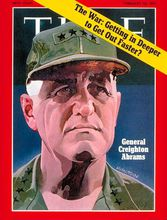 TIME
The War: Getting in Deeper
to Get Out Faster?
General
Creighton
Abrams